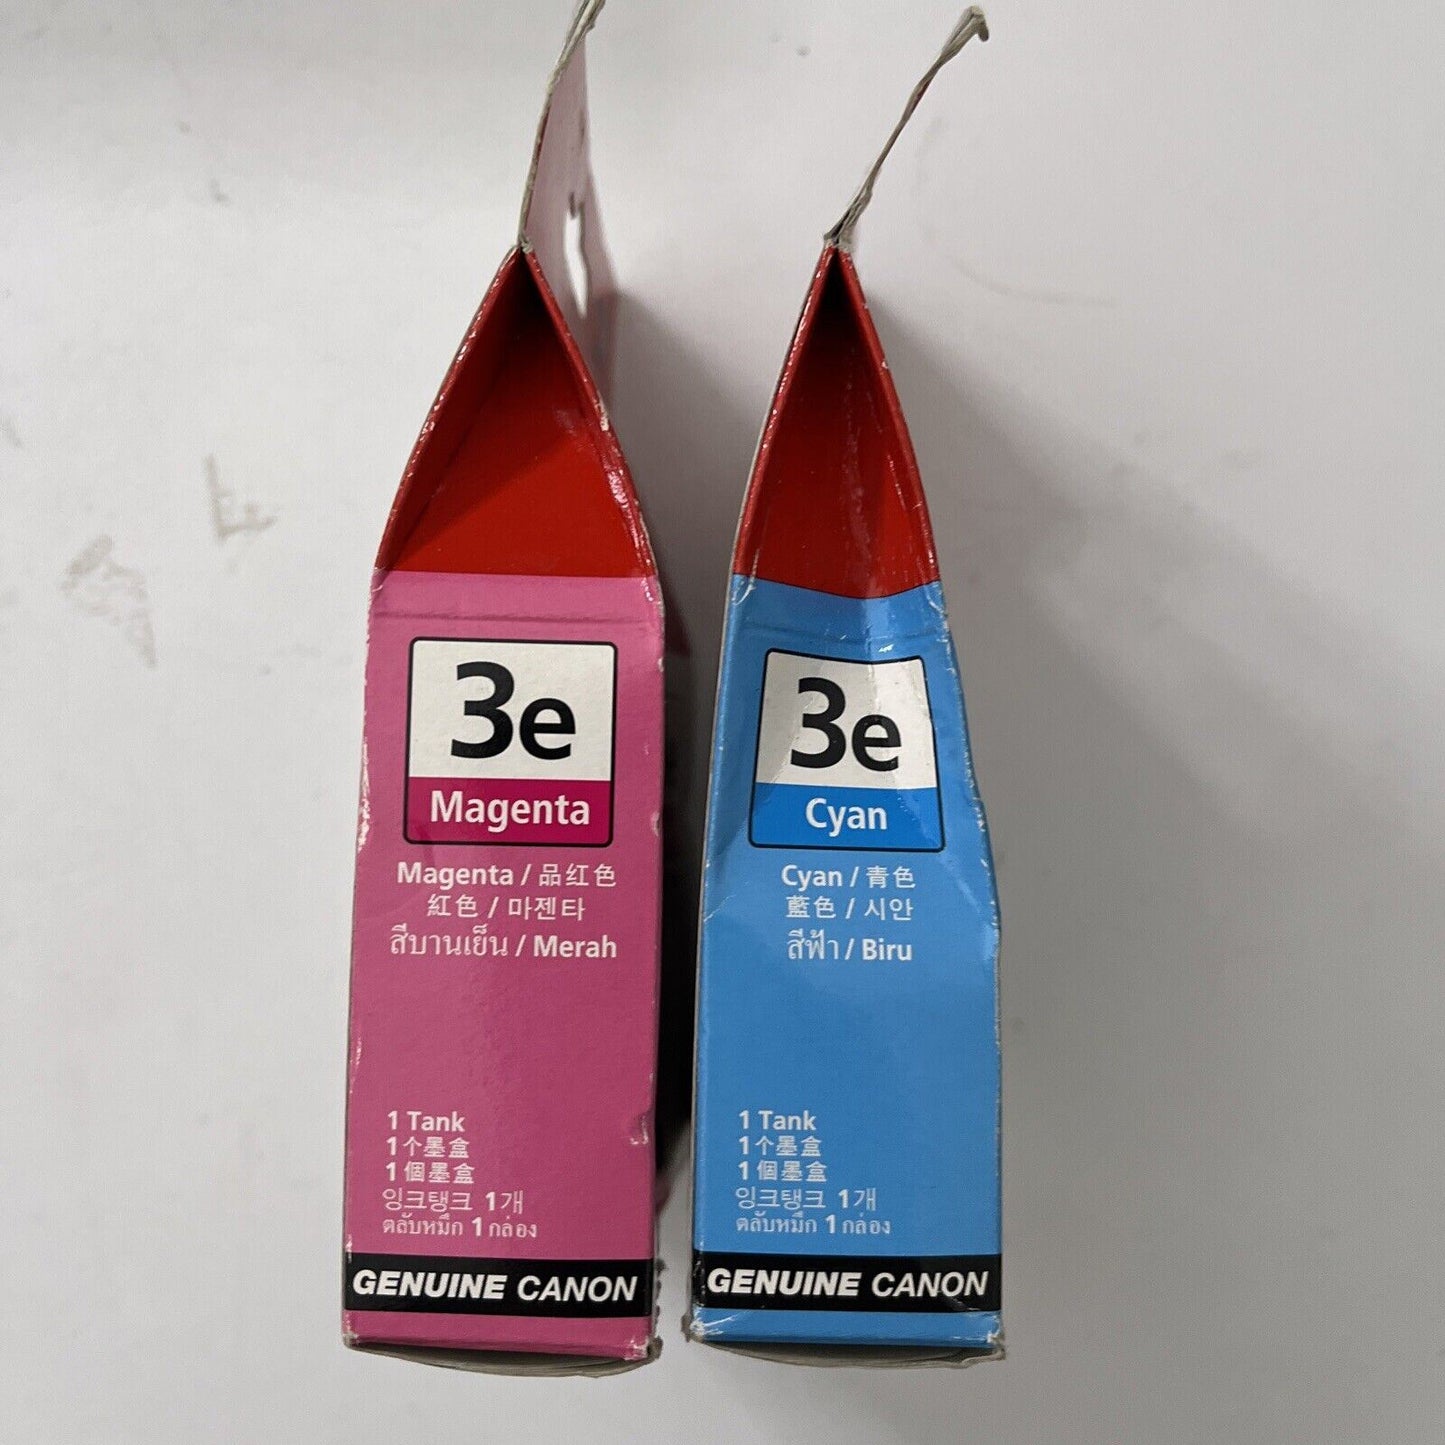 3e
Magenta
Magenta / 品红色
紅色 / 마젠타
สีบานเย็น / Merah
1 Tank
1个墨盒
1個墨盒
잉크탱크 1개
ตลับหมึก 1 กล่อง
GENUINE CANON
3e
Cyan
Cyan / 青色
藍色 / 시안
สีฟ้า / Biru
1 Tank
1个墨盒
1個墨盒
잉크탱크 1개
ตลับหมึก 1 กล่อง
GENUINE CANON